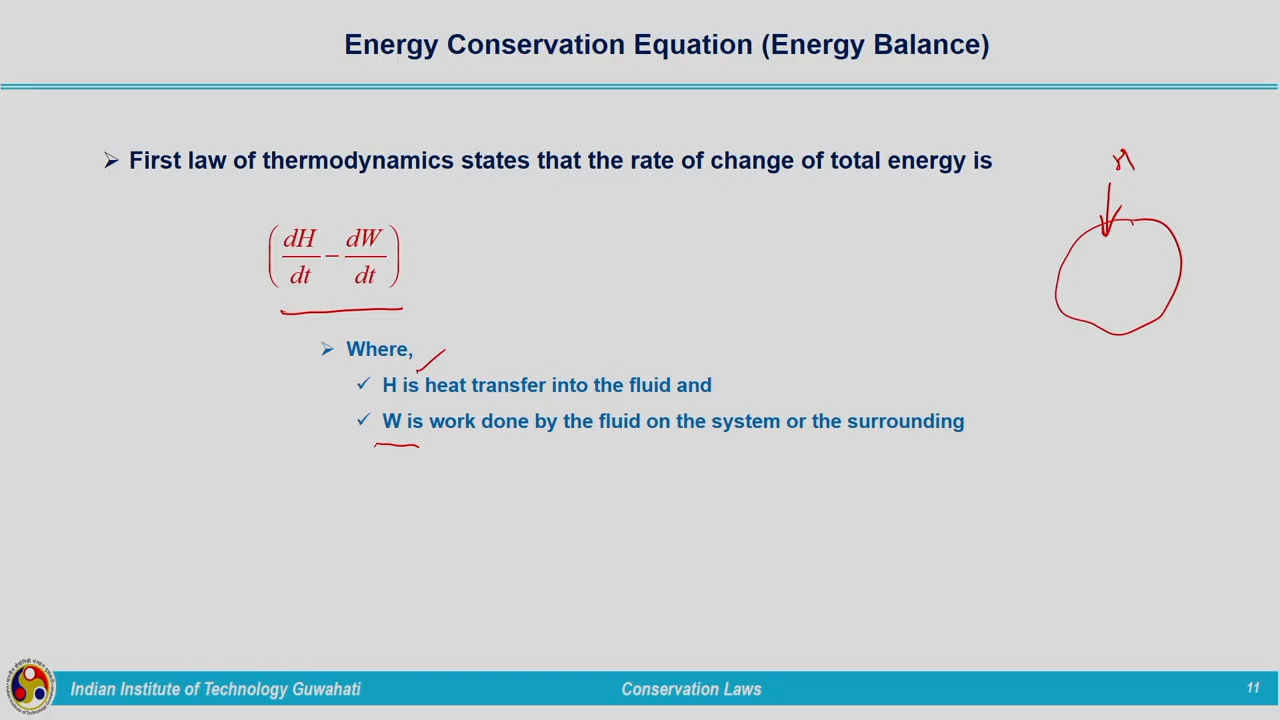 Energy Conservation Equation (Energy Balance)
➢ First law of thermodynamics states that the rate of change of total energy is
(dH/dt − dW/dt)
➢ Where,
✓ H is heat transfer into the fluid and
✓ W is work done by the fluid on the system or the surrounding
Indian Institute of Technology Guwahati Conservation Laws 11